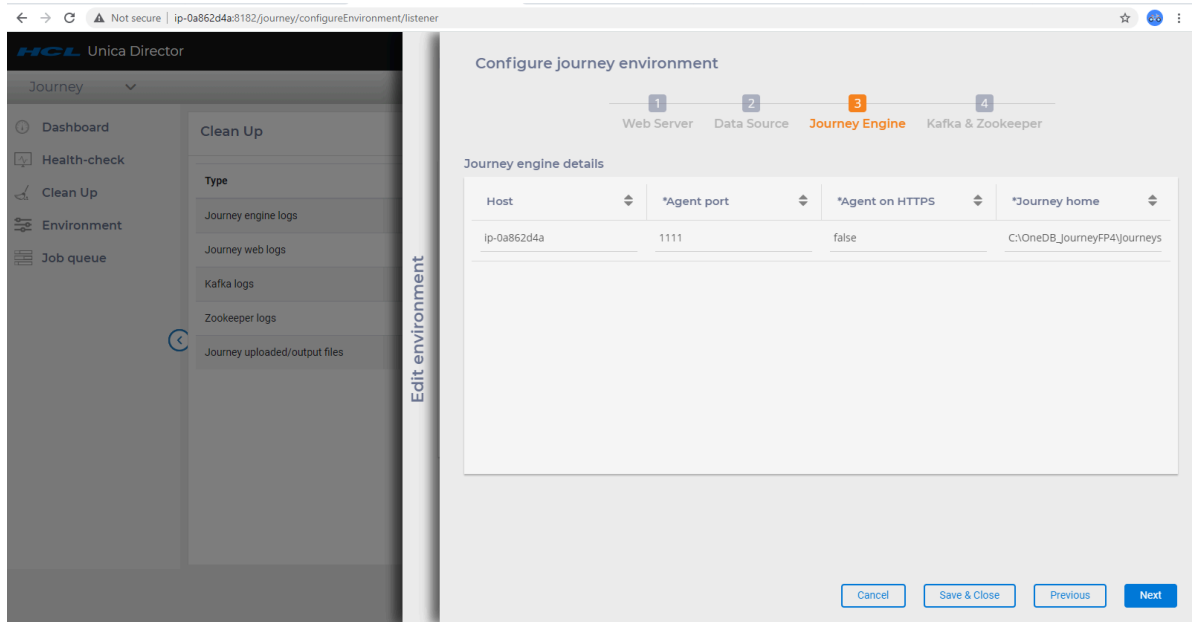 Not secure | ip-0a862d4a:8182/journey/configureEnvironment/listener
HCL Unica Director
Journey
Dashboard
Health-check
Clean Up
Environment
Job queue
Clean Up
Type
Journey engine logs
Journey web logs
Kafka logs
Zookeeper logs
Journey uploaded/output files
Edit environment
Configure journey environment
1 2 3 4
Web Server Data Source Journey Engine Kafka & Zookeeper
Journey engine details
Host *Agent port *Agent on HTTPS *Journey home
ip-0a862d4a 1111 false C:\OneDB_JourneyFP4\Journeys
Cancel Save & Close Previous Next